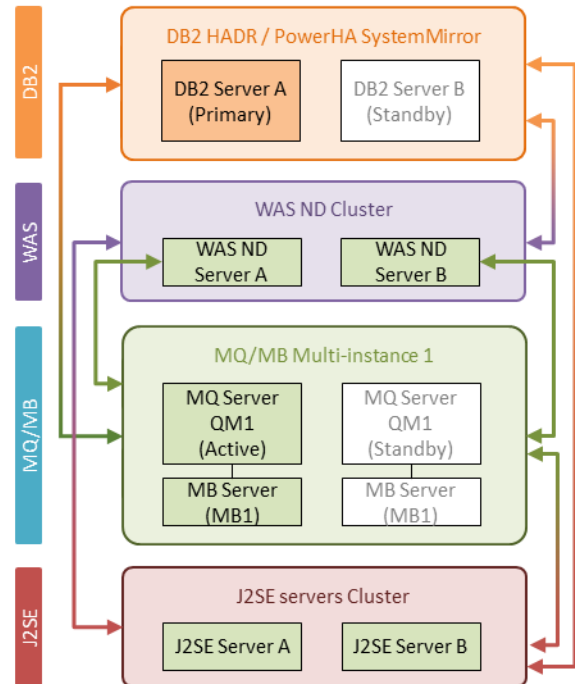 DB2
DB2 HADR / PowerHA SystemMirror
DB2 Server A
(Primary)
DB2 Server B
(Standby)
WAS
WAS ND Cluster
WAS ND
Server A
WAS ND
Server B
MQ/MB
MQ/MB Multi-instance 1
MQ Server
QM1
(Active)
MQ Server
QM1
(Standby)
MB Server
(MB1)
MB Server
(MB1)
J2SE
J2SE servers Cluster
J2SE Server A
J2SE Server B